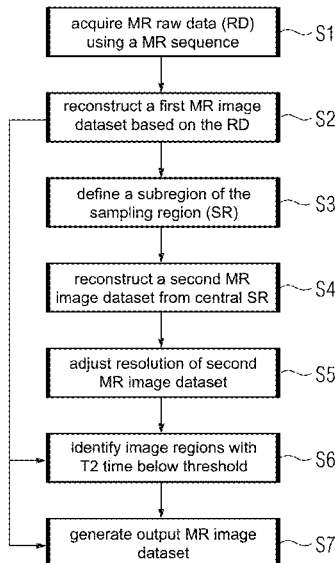 acquire MR raw data (RD)
using a MR sequence
S1
reconstruct a first MR image
dataset based on the RD
S2
define a subregion of the
sampling region (SR)
S3
reconstruct a second MR
image dataset from central SR
S4
adjust resolution of second
MR image dataset
S5
Identify image regions with
T2 time below threshold
S6
generate output MR image
dataset
S7